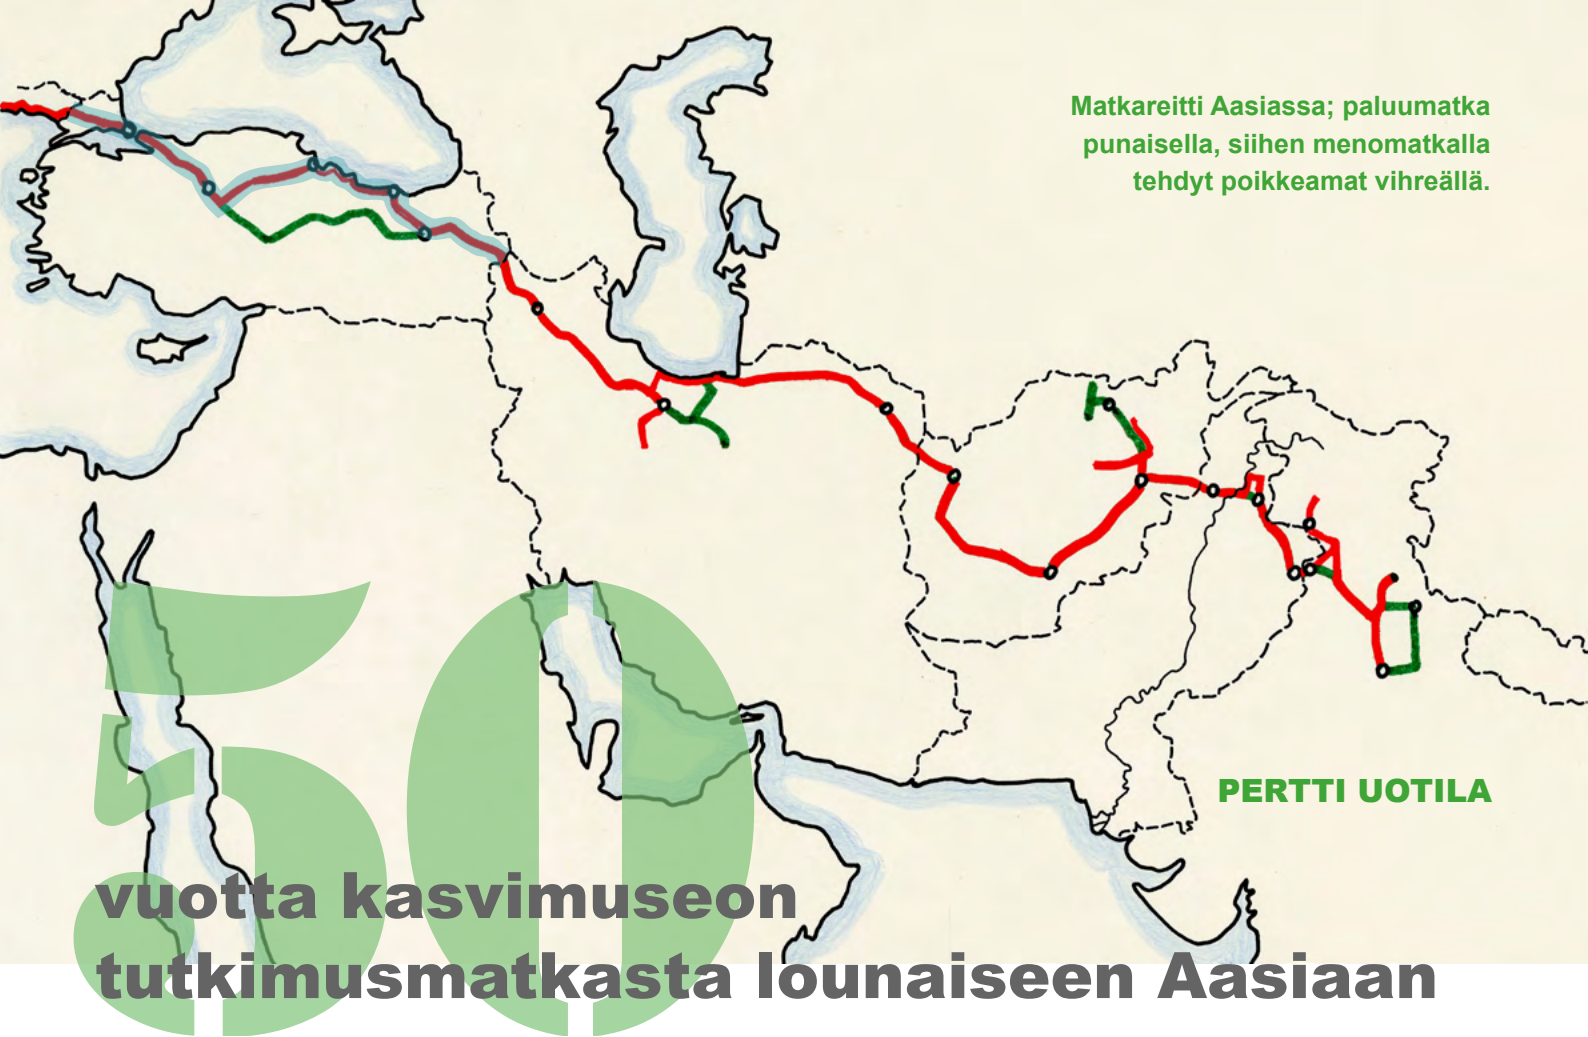 Matkareitti Aasiassa; paluumatka
punaisella, siihen menomatkalla
tehdyt poikkeamat vihreällä.
PERTTI UOTILA
50
vuotta kasvimuseon
tutkimusmatkasta lounaiseen Aasiaan